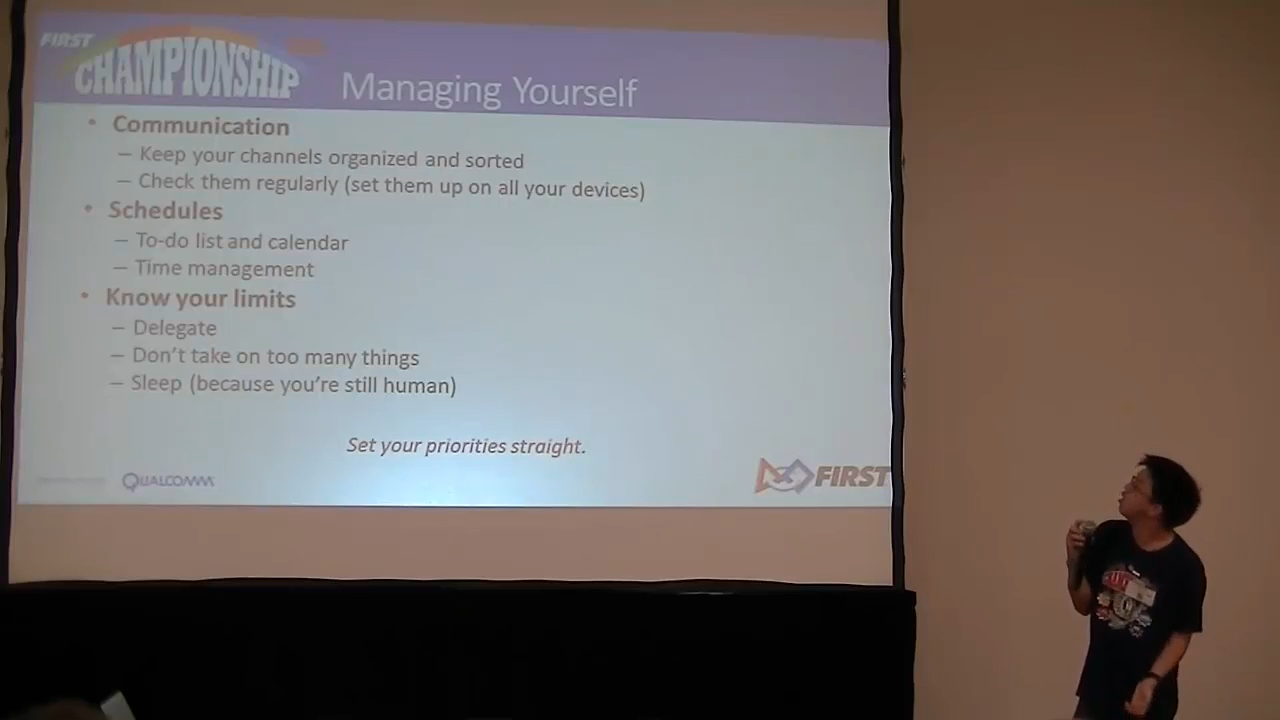 FIRST
CHAMPIONSHIP
Managing Yourself
• Communication
– Keep your channels organized and sorted
– Check them regularly (set them up on all your devices)
• Schedules
– To-do list and calendar
– Time management
• Know your limits
– Delegate
– Don't take on too many things
– Sleep (because you're still human)
Set your priorities straight.
QUALCOMM
FIRST